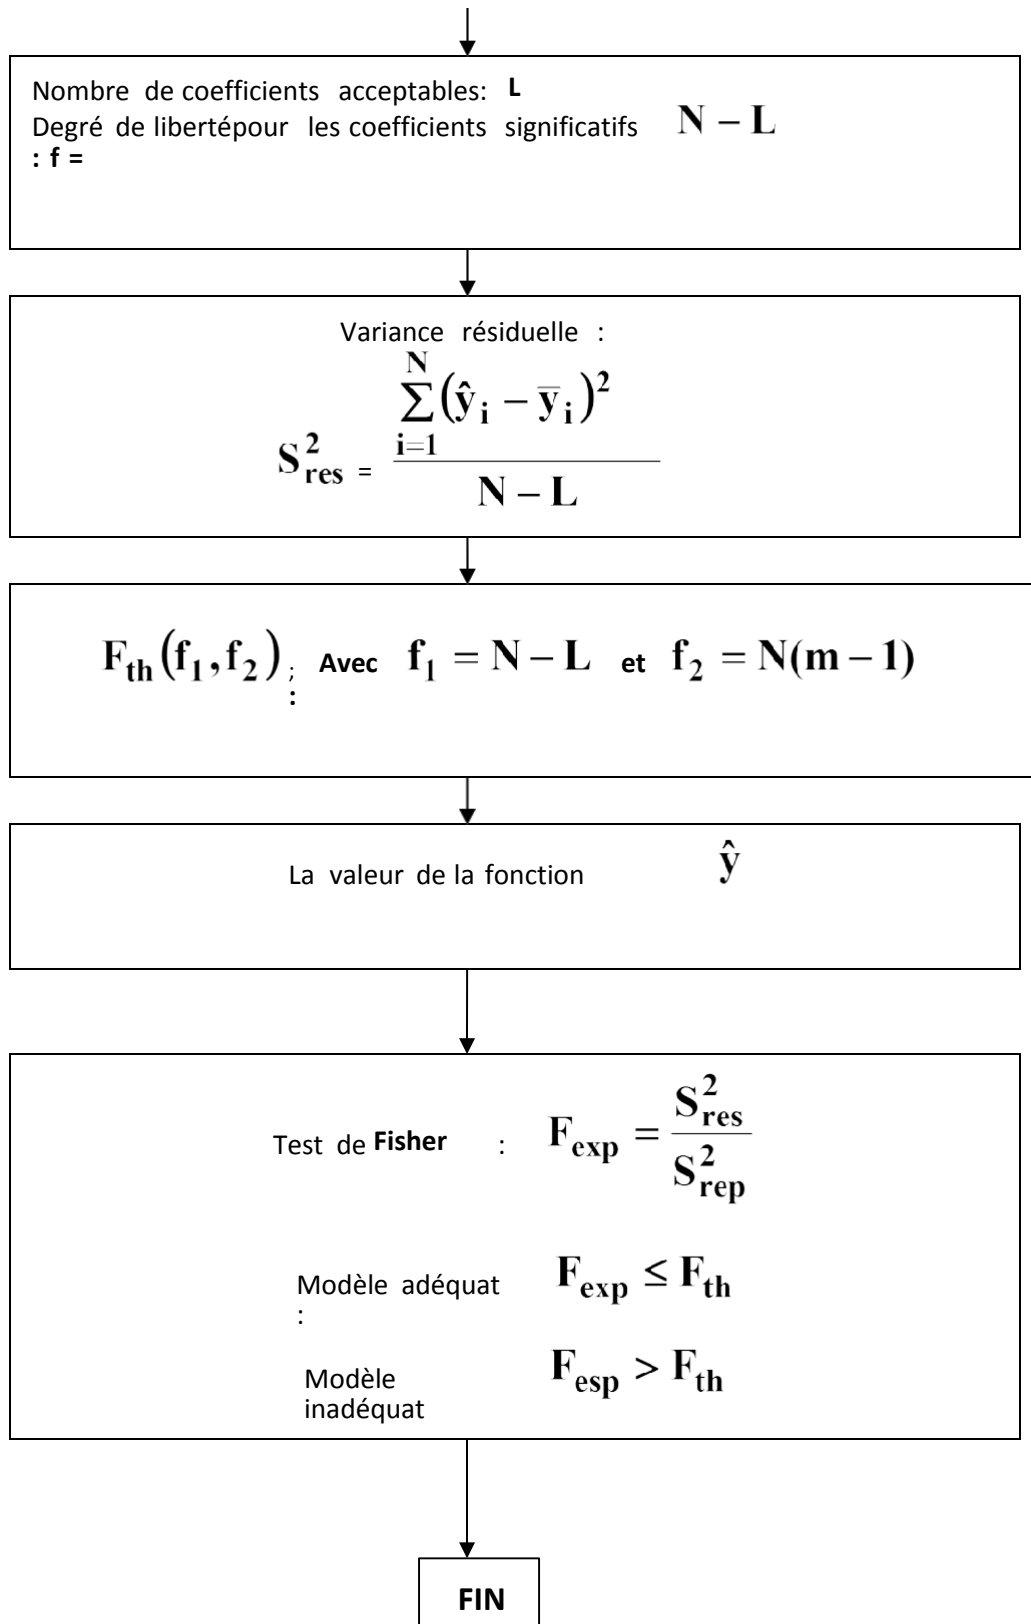 Nombre de coefficients acceptables: L
Degré de libertépour les coefficients significatifs N – L
: f =
Variance résiduelle :
S²res = ∑(i=1 → N) (ŷi – y̅i)² / (N – L)
Fth(f1, f2) ; Avec f1 = N – L et f2 = N(m – 1)
:
La valeur de la fonction ŷ
Test de Fisher : Fexp = S²res / S²rep
Modèle adéquat Fexp ≤ Fth
:
Modèle Fesp > Fth
inadéquat
FIN